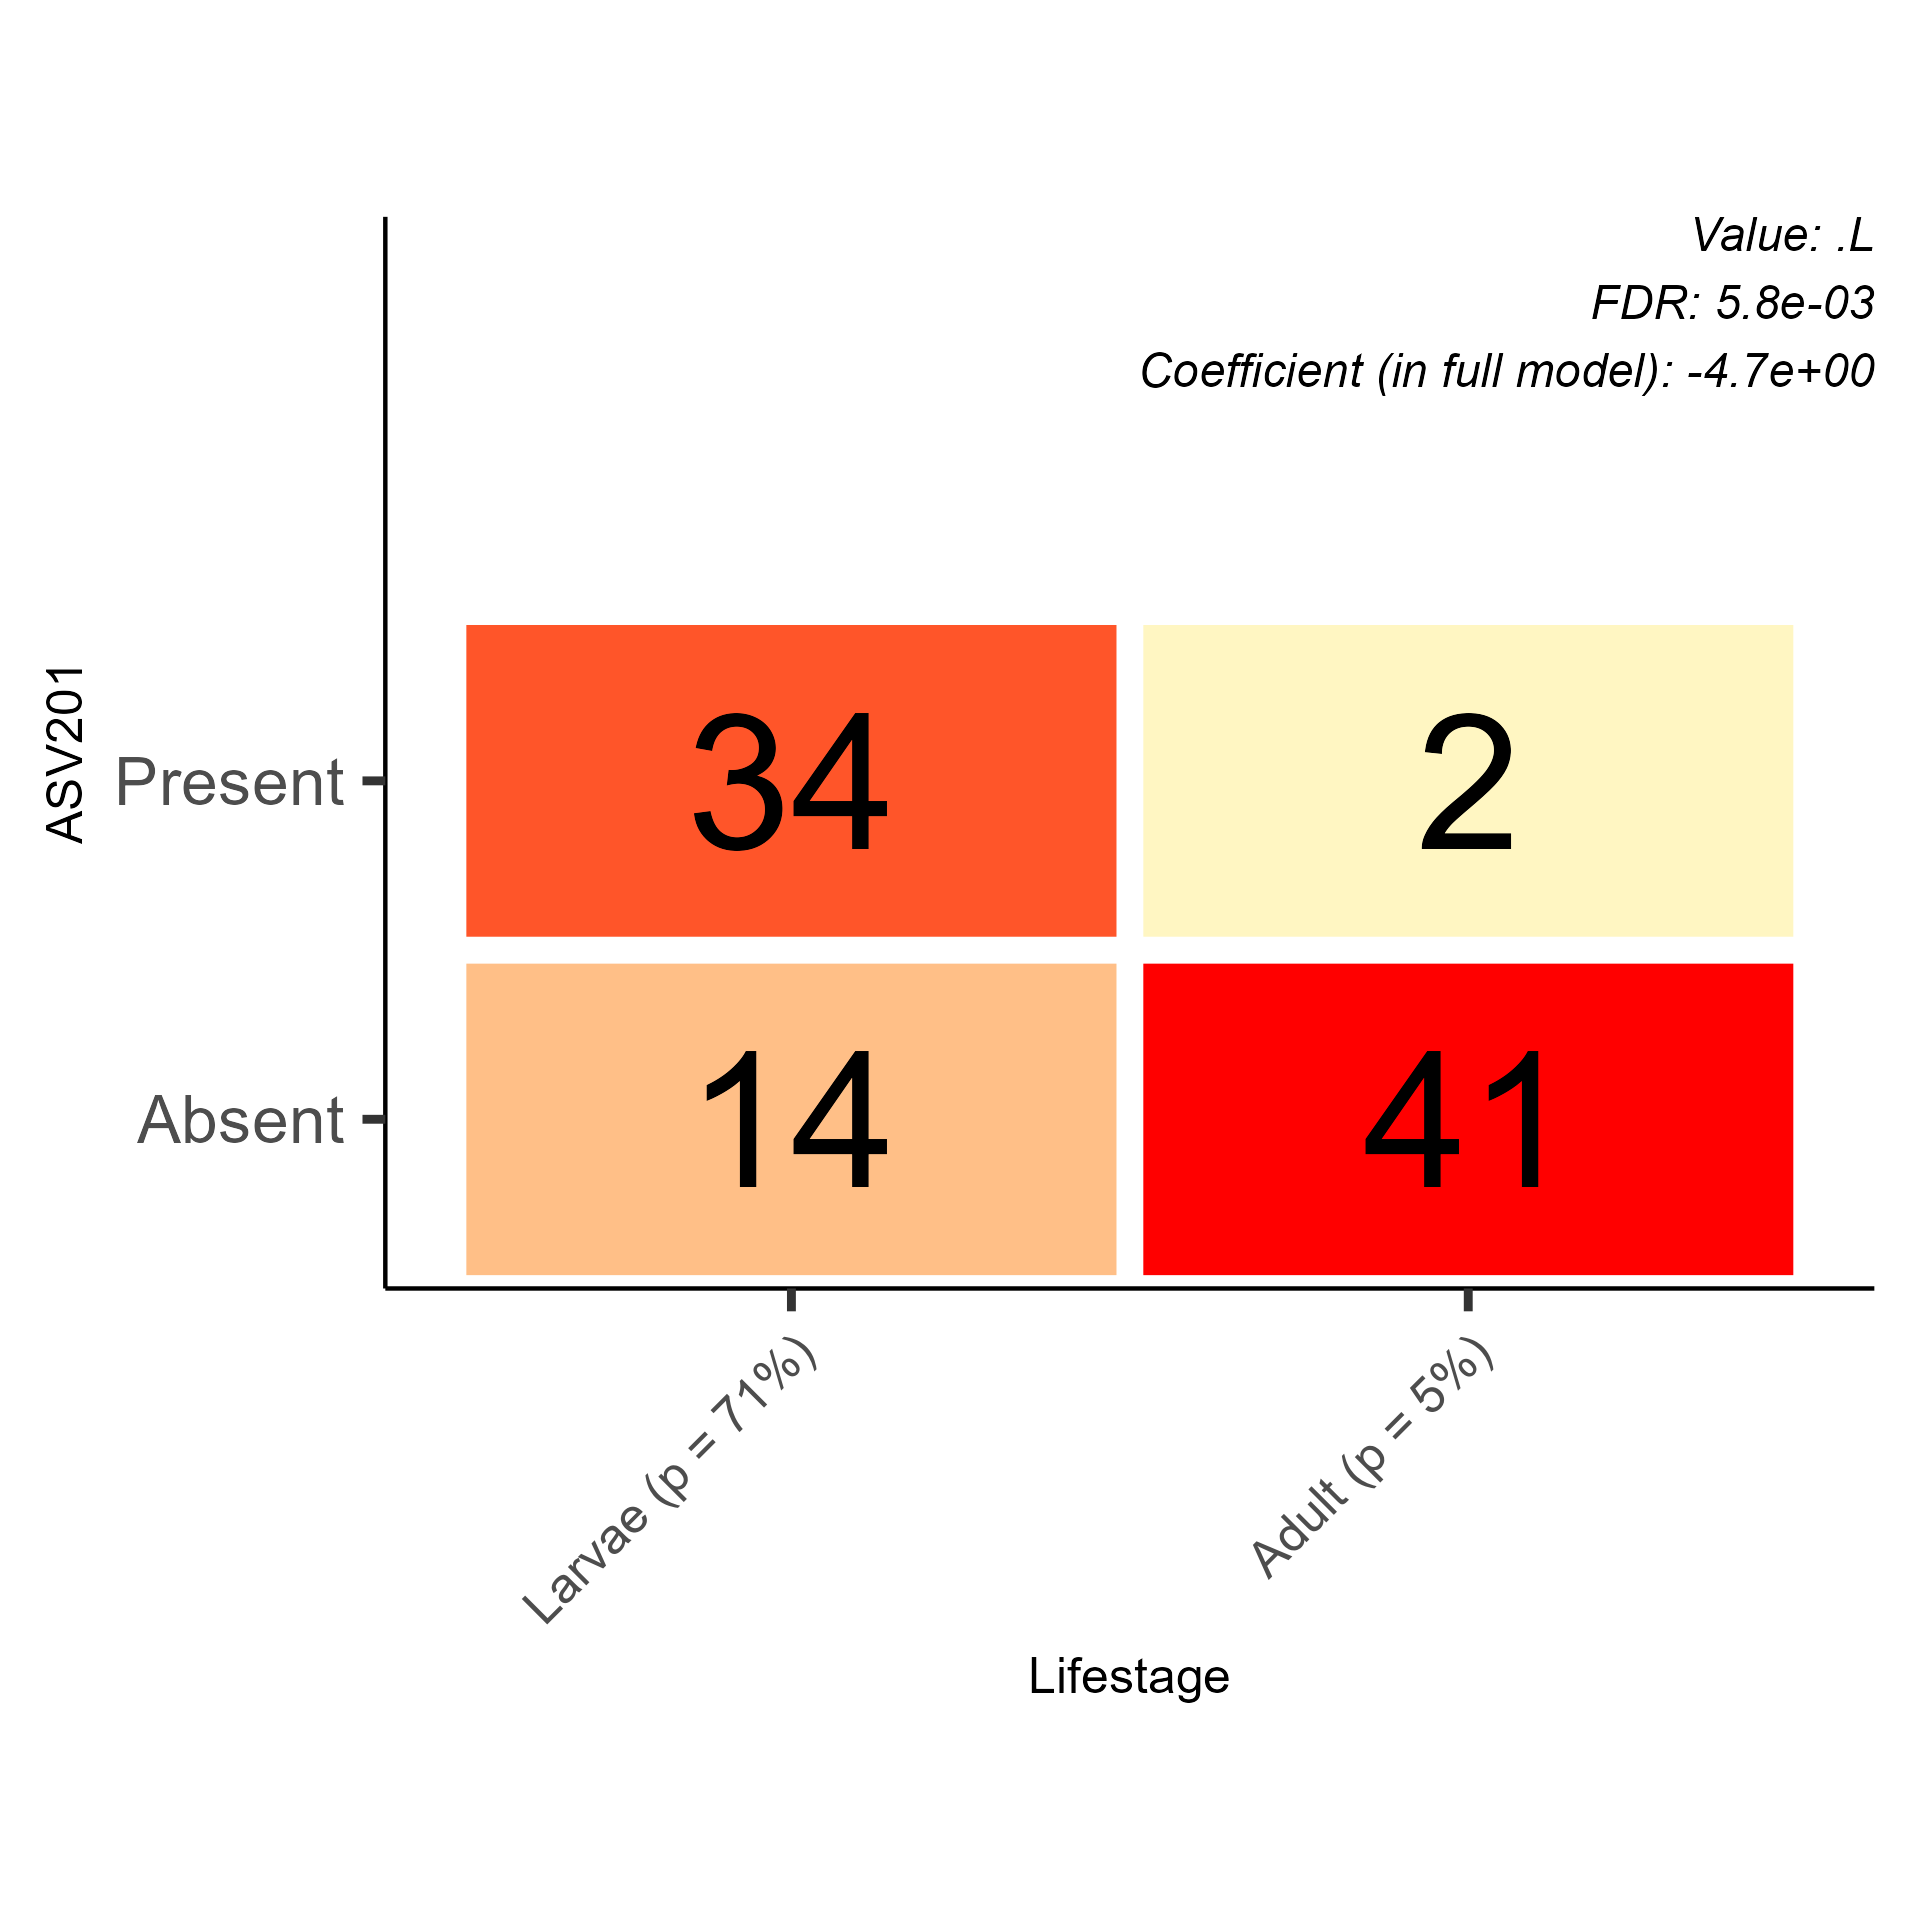 Value: .L
FDR: 5.8e-03
Coefficient (in full model): -4.7e+00
ASV201
Present
34
2
Absent
14
41
Larvae (p = 71%)
Adult (p = 5%)
Lifestage